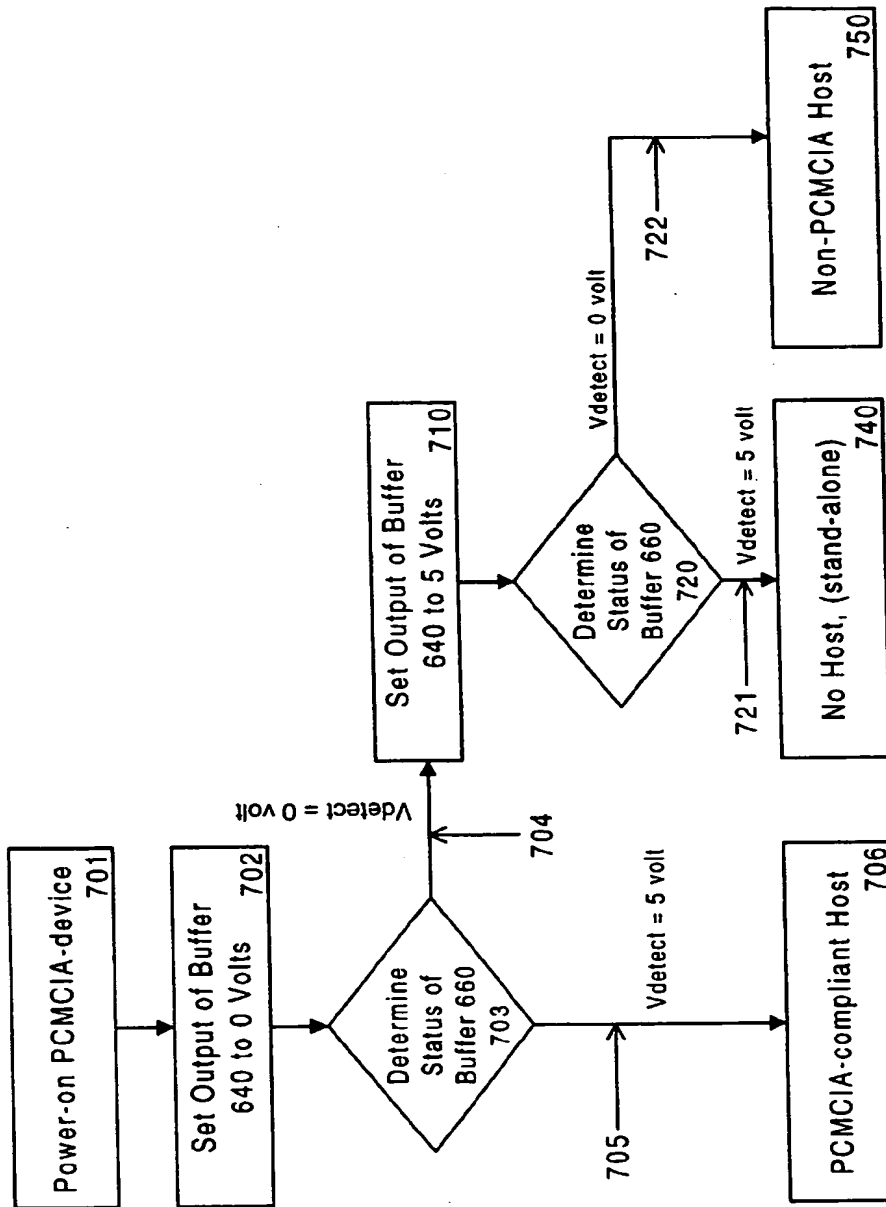 Power-on PCMCIA-device
701
Set Output of Buffer
640 to 0 Volts
702
Determine
Status of
Buffer 660
703
Vdetect = 0 volt
704
705
Vdetect = 5 volt
PCMCIA-compliant Host
706
Set Output of Buffer
640 to 5 Volts
710
Determine
Status of
Buffer 660
720
Vdetect = 0 volt
722
721
Vdetect = 5 volt
No Host, (stand-alone)
740
Non-PCMCIA Host
750